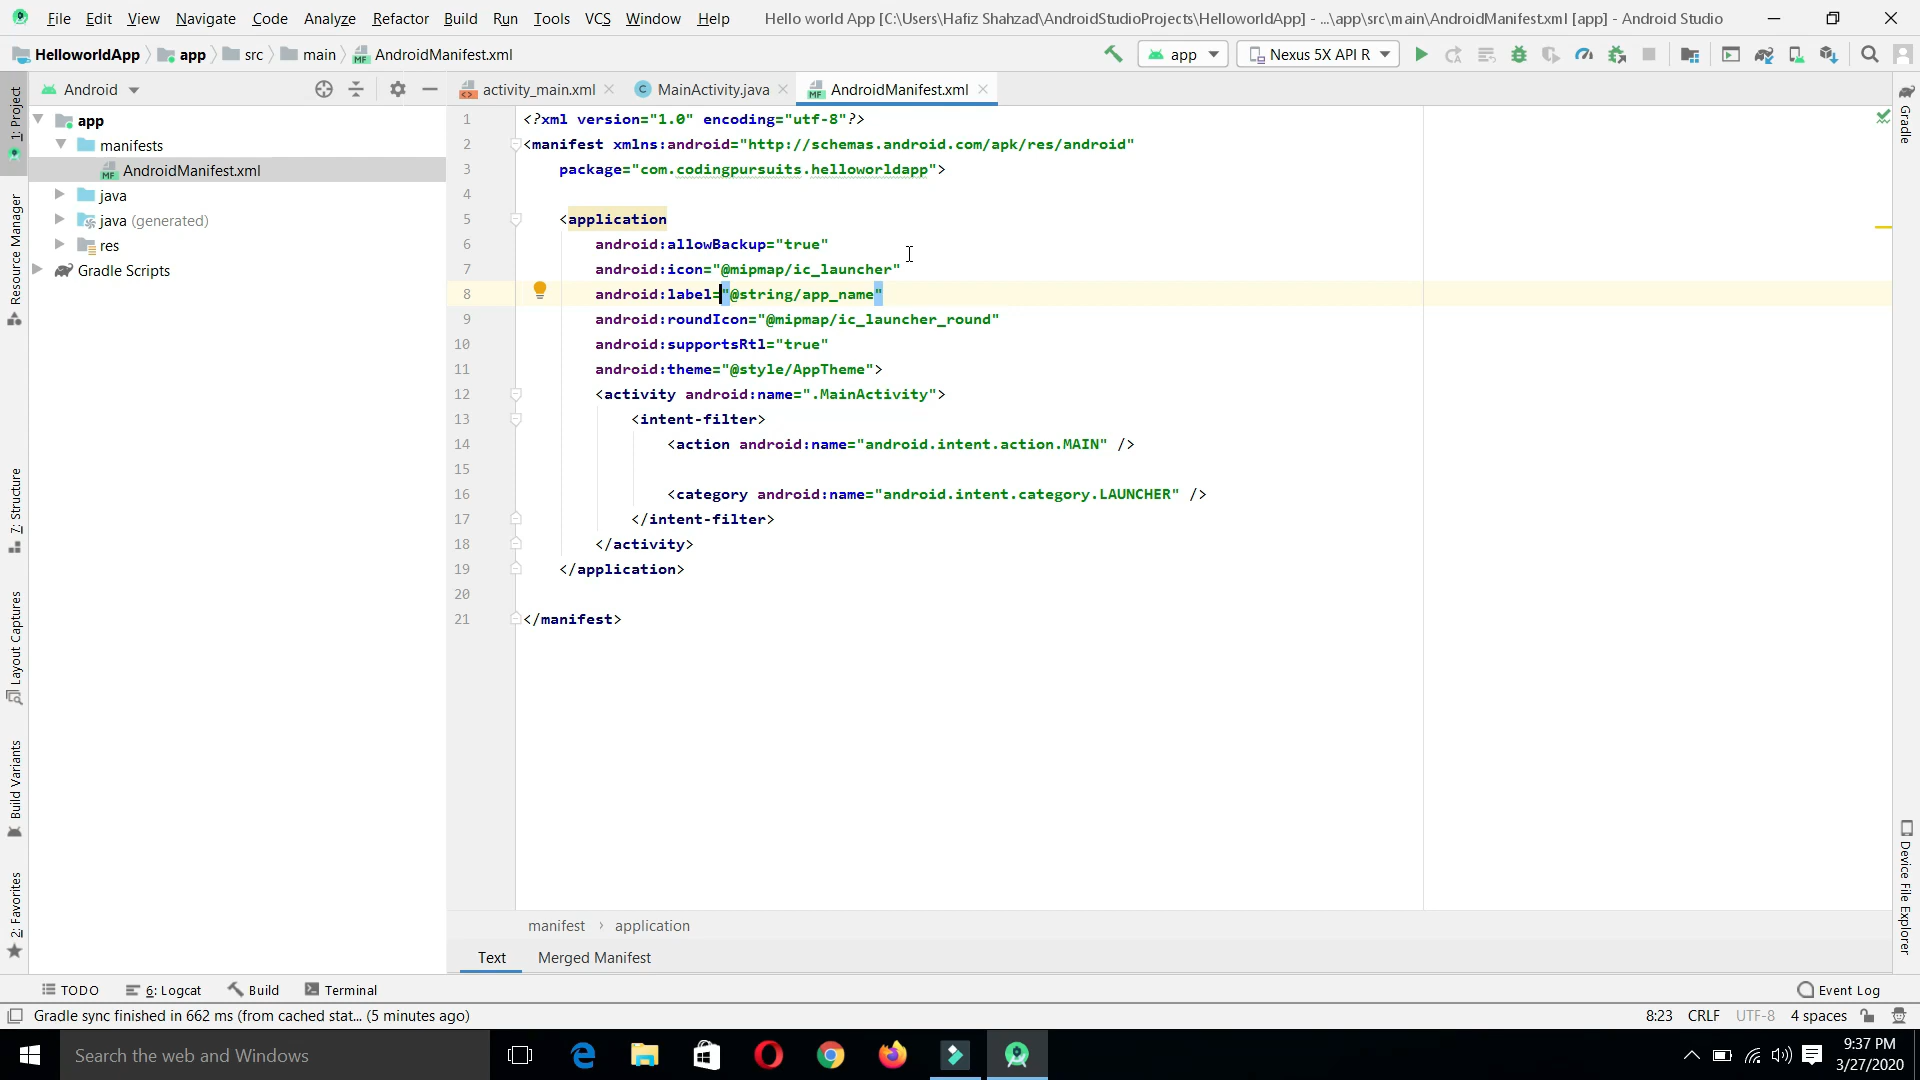 File Edit View Navigate Code Analyze Refactor Build Run Tools VCS Window Help Hello world App [C:\Users\Hafiz Shahzad\AndroidStudioProjects\HelloworldApp] - ...\app\src\main\AndroidManifest.xml [app] - Android Studio
HelloworldApp app src main AndroidManifest.xml app Nexus 5X API R
Android activity_main.xml MainActivity.java AndroidManifest.xml
1: Project
Resource Manager
7: Structure
Layout Captures
Build Variants
2: Favorites
app
manifests
AndroidManifest.xml
java
java (generated)
res
Gradle Scripts
1 <?xml version="1.0" encoding="utf-8"?>
2 <manifest xmlns:android="http://schemas.android.com/apk/res/android"
3 package="com.codingpursuits.helloworldapp">
4
5 <application
6 android:allowBackup="true"
7 android:icon="@mipmap/ic_launcher"
8 android:label="@string/app_name"
9 android:roundIcon="@mipmap/ic_launcher_round"
10 android:supportsRtl="true"
11 android:theme="@style/AppTheme">
12 <activity android:name=".MainActivity">
13 <intent-filter>
14 <action android:name="android.intent.action.MAIN" />
15
16 <category android:name="android.intent.category.LAUNCHER" />
17 </intent-filter>
18 </activity>
19 </application>
20
21 </manifest>
Gradle
Device File Explorer
manifest › application
Text Merged Manifest
TODO 6: Logcat Build Terminal Event Log
Gradle sync finished in 662 ms (from cached stat... (5 minutes ago) 8:23 CRLF UTF-8 4 spaces
Search the web and Windows
9:37 PM
3/27/2020